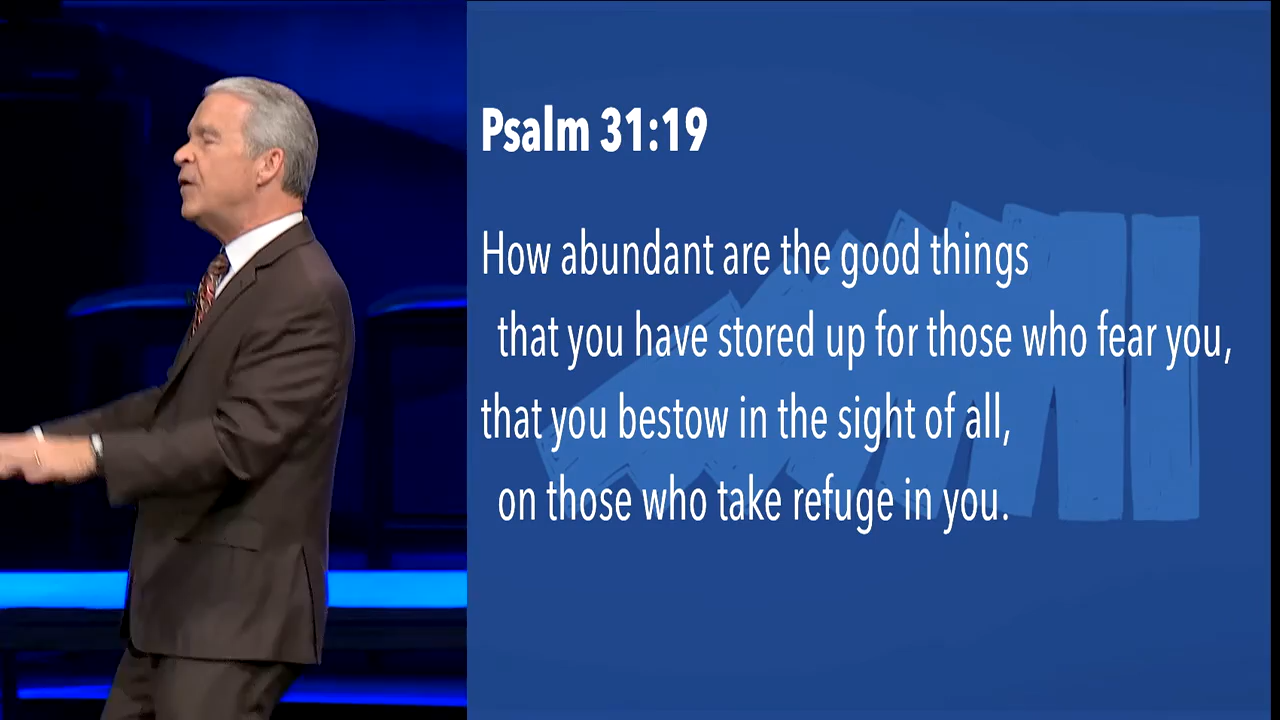 Psalm 31:19
How abundant are the good things
that you have stored up for those who fear you,
that you bestow in the sight of all,
on those who take refuge in you.